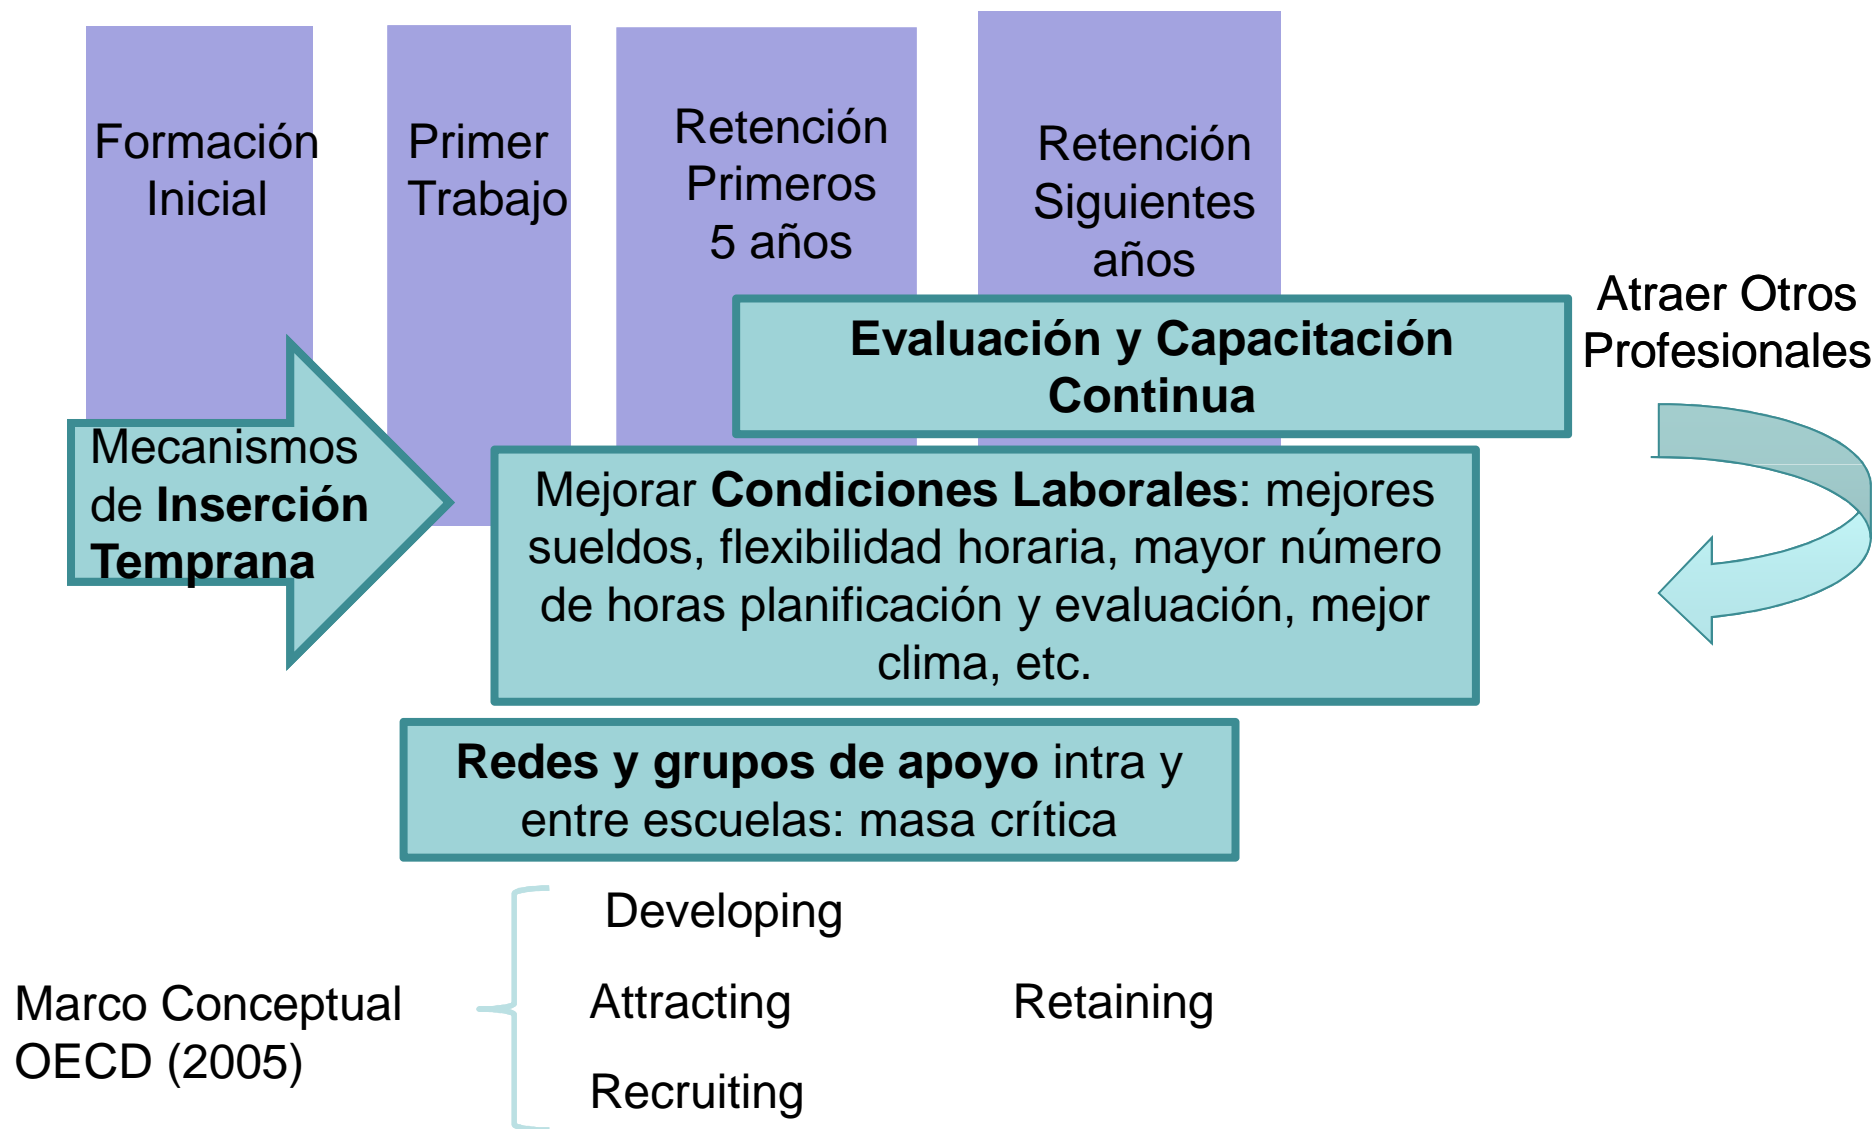 Formación
Inicial
Primer
Trabajo
Retención
Primeros
5 años
Retención
Siguientes
años
Atraer Otros
Profesionales
Evaluación y Capacitación
Continua
Mecanismos
de Inserción
Temprana
Mejorar Condiciones Laborales: mejores
sueldos, flexibilidad horaria, mayor número
de horas planificación y evaluación, mejor
clima, etc.
Redes y grupos de apoyo intra y
entre escuelas: masa crítica
Marco Conceptual
OECD (2005)
Developing
Attracting
Retaining
Recruiting